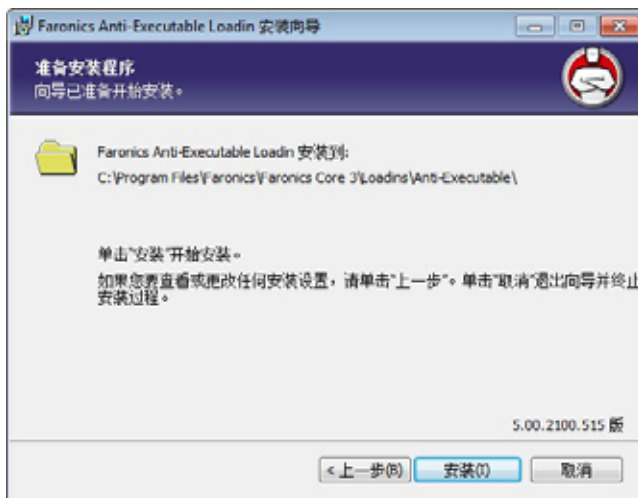 Faronics Anti-Executable Loadin 安装向导
准备安装程序
向导已准备开始安装。
Faronics Anti-Executable Loadin 安装到:
C:\Program Files\Faronics\Faronics Core 3\Loadins\Anti-Executable\
单击"安装"开始安装。
如果您要查看或更改任何安装设置，请单击"上一步"。单击"取消"退出向导并终止
安装过程。
5.00.2100.515 版
<上一步(B)
安装(I)
取消